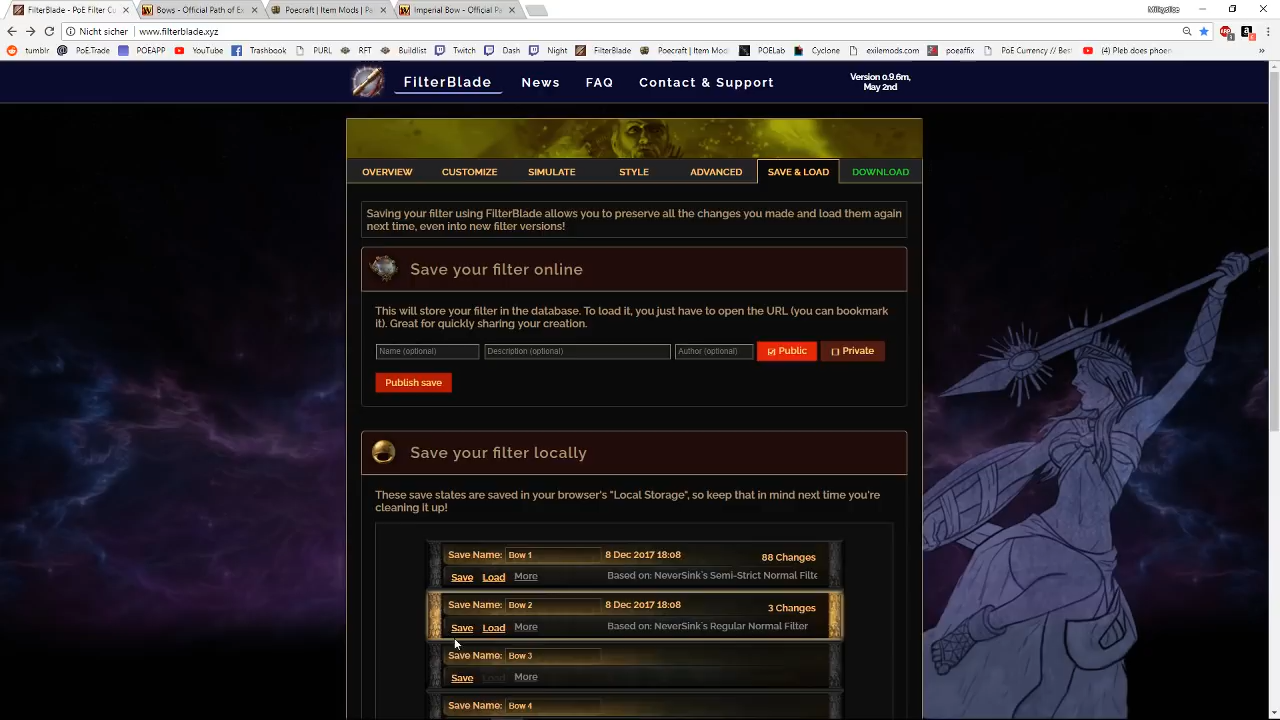 FilterBlade - PoE Filter Cu
Bows - Official Path of Ex
Poecraft | Item Mods | Pa
Imperial Bow - Official Pa
Nicht sicher | www.filterblade.xyz
tumblr PoE.Trade POEAPP YouTube Trashbook PURL RFT Buildlist Twitch Clash Night FilterBlade Poecraft | Item Mod POELab Cyclone enemods.com poeaffix PoE Currency // Best (4) Pleb does phoen
FilterBlade News FAQ Contact & Support
Version 0.9.6m,
May 2nd
OVERVIEW CUSTOMIZE SIMULATE STYLE ADVANCED SAVE & LOAD DOWNLOAD
Saving your filter using FilterBlade allows you to preserve all the changes you made and load them again
next time, even into new filter versions!
Save your filter online
This will store your filter in the database. To load it, you just have to open the URL (you can bookmark
it). Great for quickly sharing your creation.
Name (optional) Description (optional) Author (optional) Public Private
Publish save
Save your filter locally
These save states are saved in your browser's "Local Storage", so keep that in mind next time you're
cleaning it up!
Save Name: Bow 1 8 Dec 2017 18:08 88 Changes
Save Load More Based on: NeverSink's Semi-Strict Normal Filte
Save Name: Bow 2 8 Dec 2017 18:08 3 Changes
Save Load More Based on: NeverSink's Regular Normal Filter
Save Name: Bow 3
Save Load More
Save Name: Bow 4